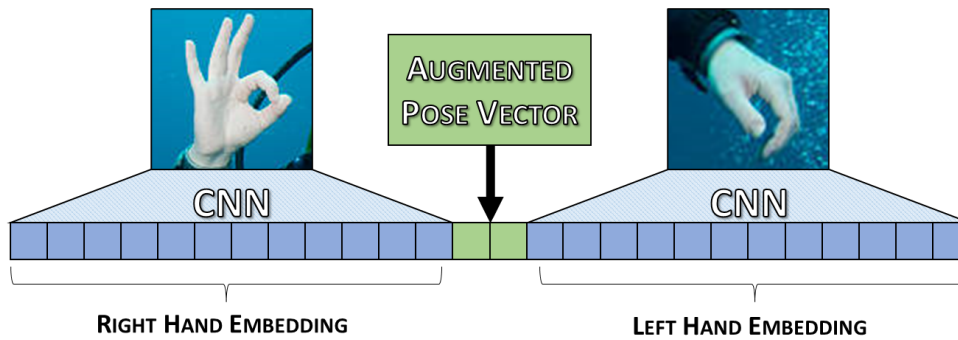 AUGMENTED
POSE VECTOR
CNN
CNN
RIGHT HAND EMBEDDING
LEFT HAND EMBEDDING